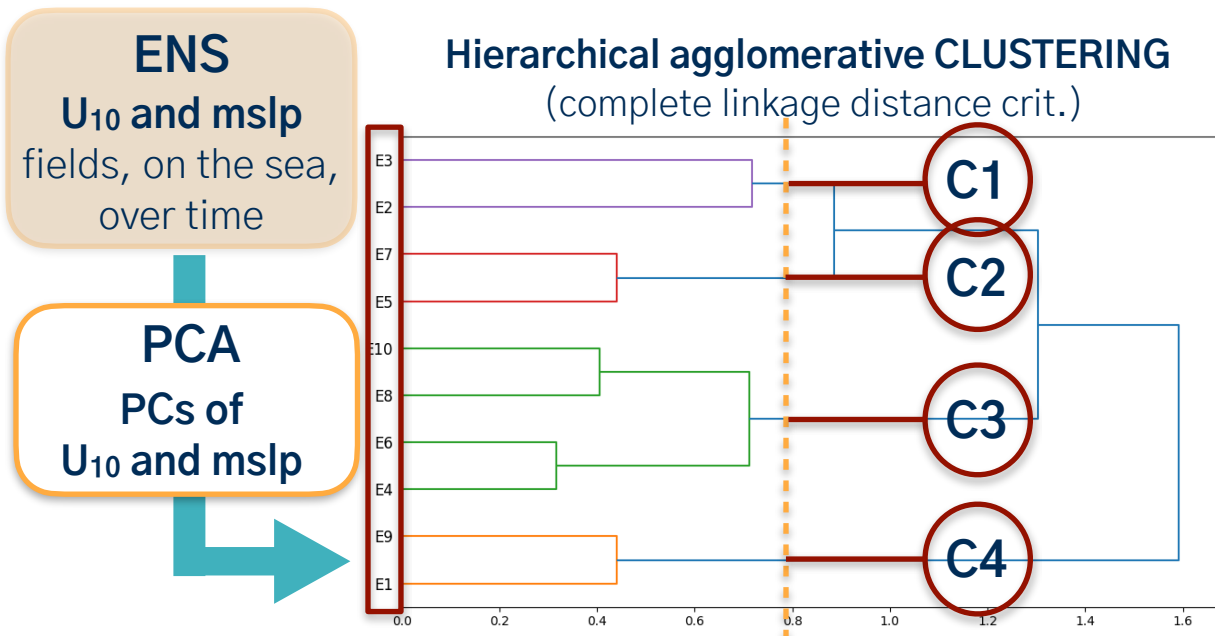 ENS
U₁₀ and mslp
fields, on the sea,
over time
PCA
PCs of
U₁₀ and mslp
Hierarchical agglomerative CLUSTERING
(complete linkage distance crit.)
E3
E2
E7
E5
E10
E8
E6
E4
E9
E1
C1
C2
C3
C4
0.0 0.2 0.4 0.6 0.8 1.0 1.2 1.4 1.6